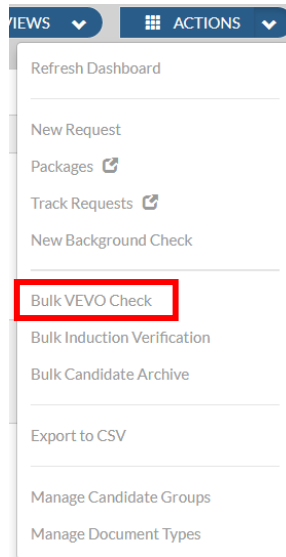 IEWS ACTIONS
Refresh Dashboard
New Request
Packages
Track Requests
New Background Check
Bulk VEVO Check
Bulk Induction Verification
Bulk Candidate Archive
Export to CSV
Manage Candidate Groups
Manage Document Types